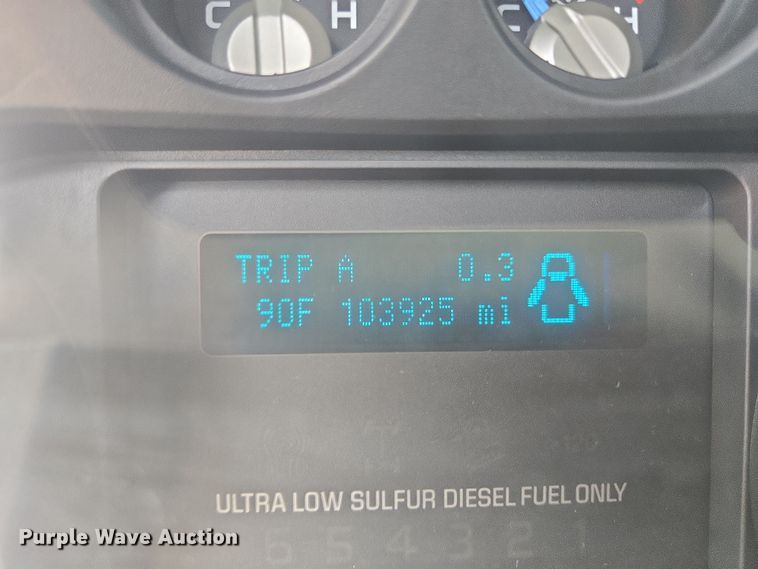 C H C H
TRIP A 0.3
90F 103925 mi
ULTRA LOW SULFUR DIESEL FUEL ONLY
Purple Wave Auction
6 5 4 3 2 1